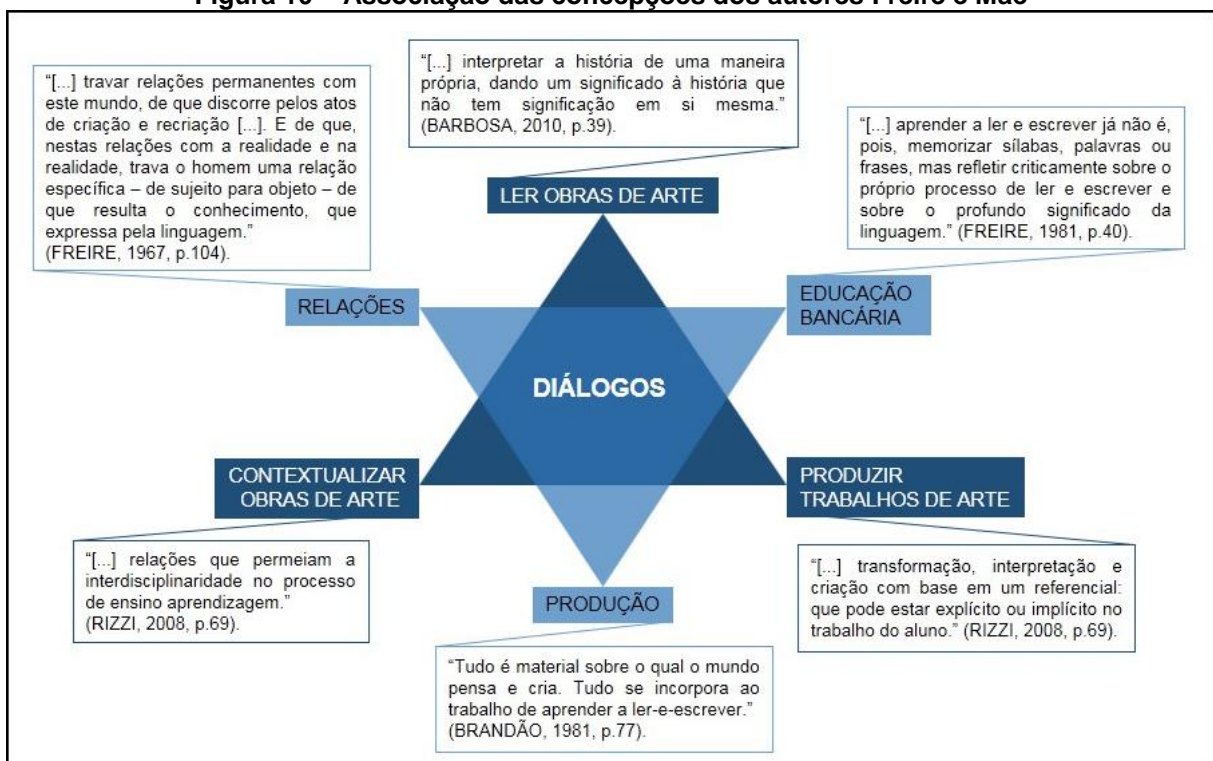 Figura 10 – Associação das concepções dos autores Freire e Mae
“[...] travar relações permanentes com
este mundo, de que discorre pelos atos
de criação e recriação [...]. E de que,
nestas relações com a realidade e na
realidade, trava o homem uma relação
específica – de sujeito para objeto – de
que resulta o conhecimento, que
expressa pela linguagem.”
(FREIRE, 1967, p.104).
RELAÇÕES
“[...] interpretar a história de uma maneira
própria, dando um significado à história que
não tem significação em si mesma.”
(BARBOSA, 2010, p.39).
LER OBRAS DE ARTE
“[...] aprender a ler e escrever já não é,
pois, memorizar sílabas, palavras ou
frases, mas refletir criticamente sobre o
próprio processo de ler e escrever e
sobre o profundo significado da
linguagem.” (FREIRE, 1981, p.40).
EDUCAÇÃO
BANCÁRIA
DIÁLOGOS
CONTEXTUALIZAR
OBRAS DE ARTE
“[...] relações que permeiam a
interdisciplinaridade no processo
de ensino aprendizagem.”
(RIZZI, 2008, p.69).
PRODUÇÃO
“Tudo é material sobre o qual o mundo
pensa e cria. Tudo se incorpora ao
trabalho de aprender a ler-e-escrever.”
(BRANDÃO, 1981, p.77).
PRODUZIR
TRABALHOS DE ARTE
“[...] transformação, interpretação e
criação com base em um referencial:
que pode estar explícito ou implícito no
trabalho do aluno.” (RIZZI, 2008, p.69).